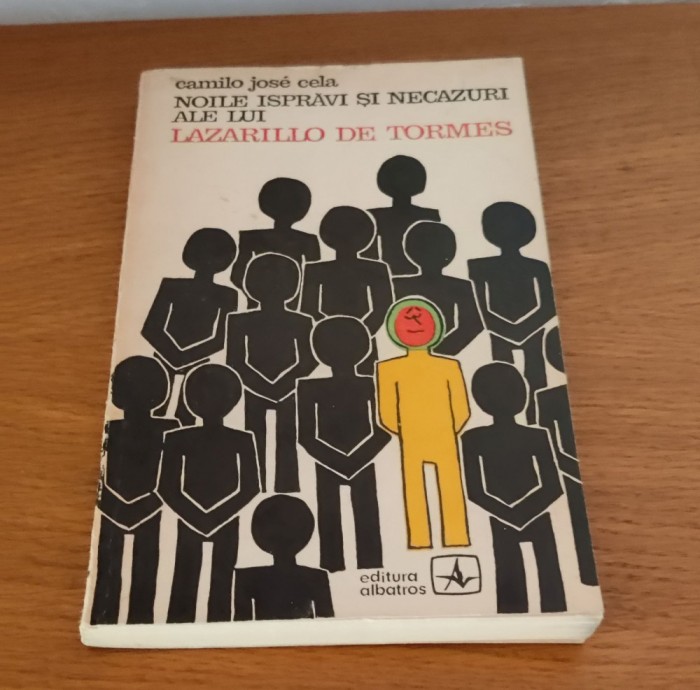 camilo josé cela
NOILE ISPRĂVI ȘI NECAZURI
ALE LUI
LAZARILLO DE TORMES
editura
albatros